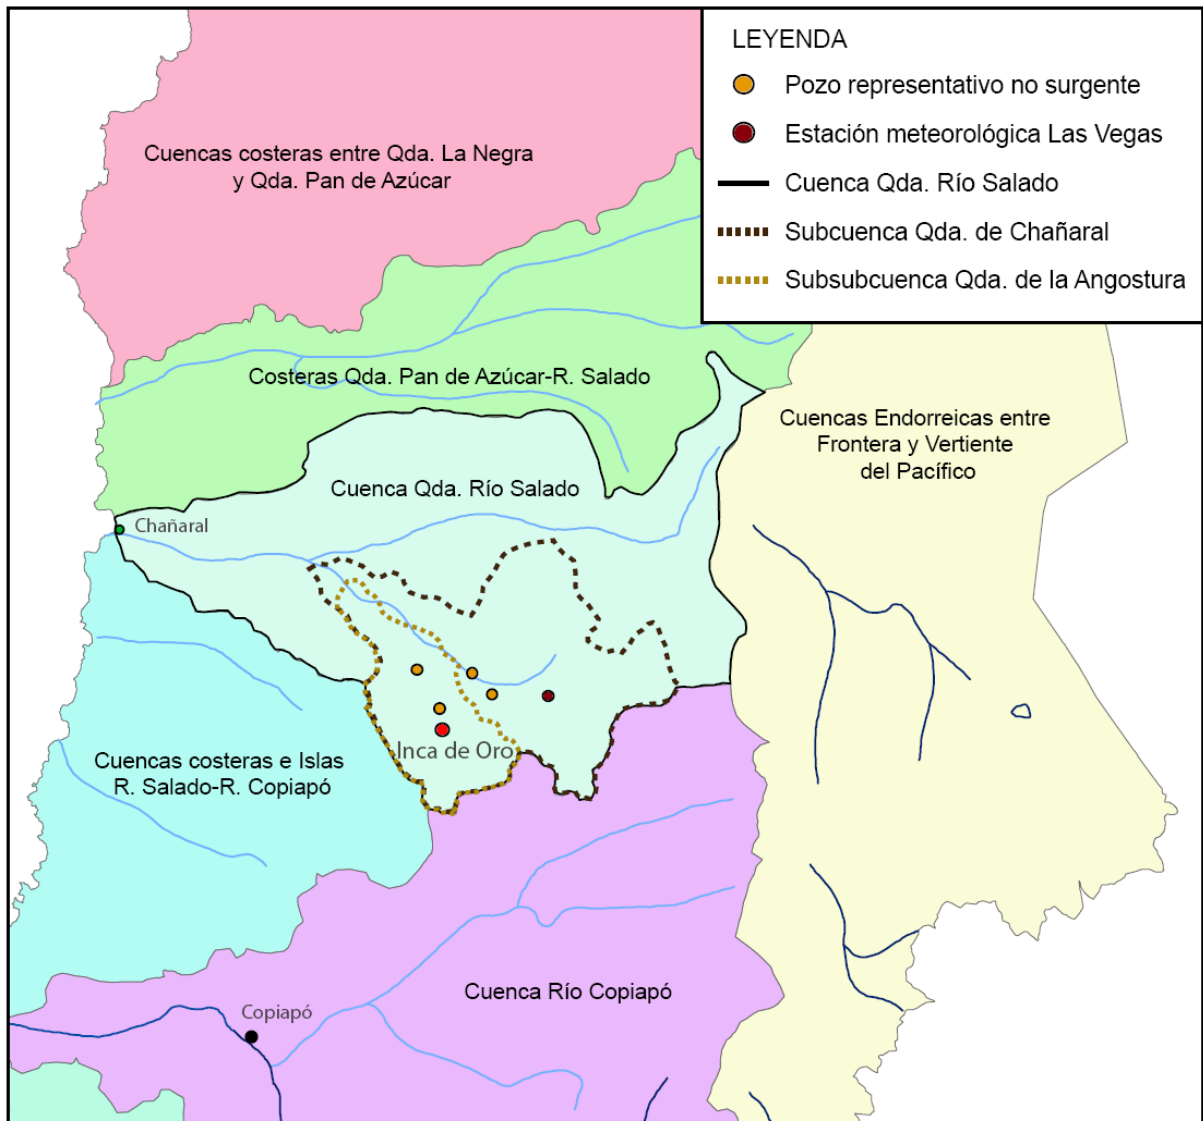 LEYENDA
Pozo representativo no surgente
Estación meteorológica Las Vegas
Cuenca Qda. Río Salado
Subcuenca Qda. de Chañaral
Subsubcuenca Qda. de la Angostura
Cuencas costeras entre Qda. La Negra
y Qda. Pan de Azúcar
Costeras Qda. Pan de Azúcar-R. Salado
Cuencas Endorreicas entre
Frontera y Vertiente
del Pacífico
Cuenca Qda. Río Salado
Chañaral
Inca de Oro
Cuencas costeras e Islas
R. Salado-R. Copiapó
Cuenca Río Copiapó
Copiapó